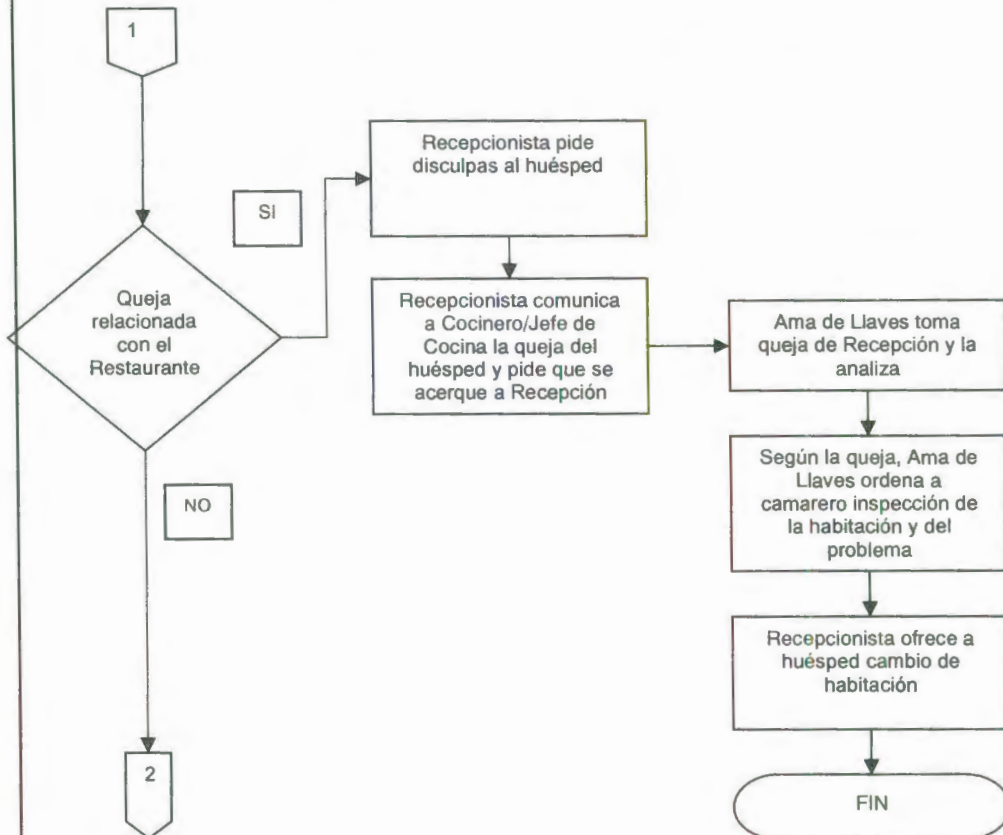 1
Recepcionista pide
disculpas al huésped
SI
Queja
relacionada
con el
Restaurante
Recepcionista comunica
a Cocinero/Jefe de
Cocina la queja del
huésped y pide que se
acerque a Recepción
Ama de Llaves toma
queja de Recepción y la
analiza
Según la queja, Ama de
Llaves ordena a
camarero inspección de
la habitación y del
problema
NO
Recepcionista ofrece a
huésped cambio de
habitación
2
FIN